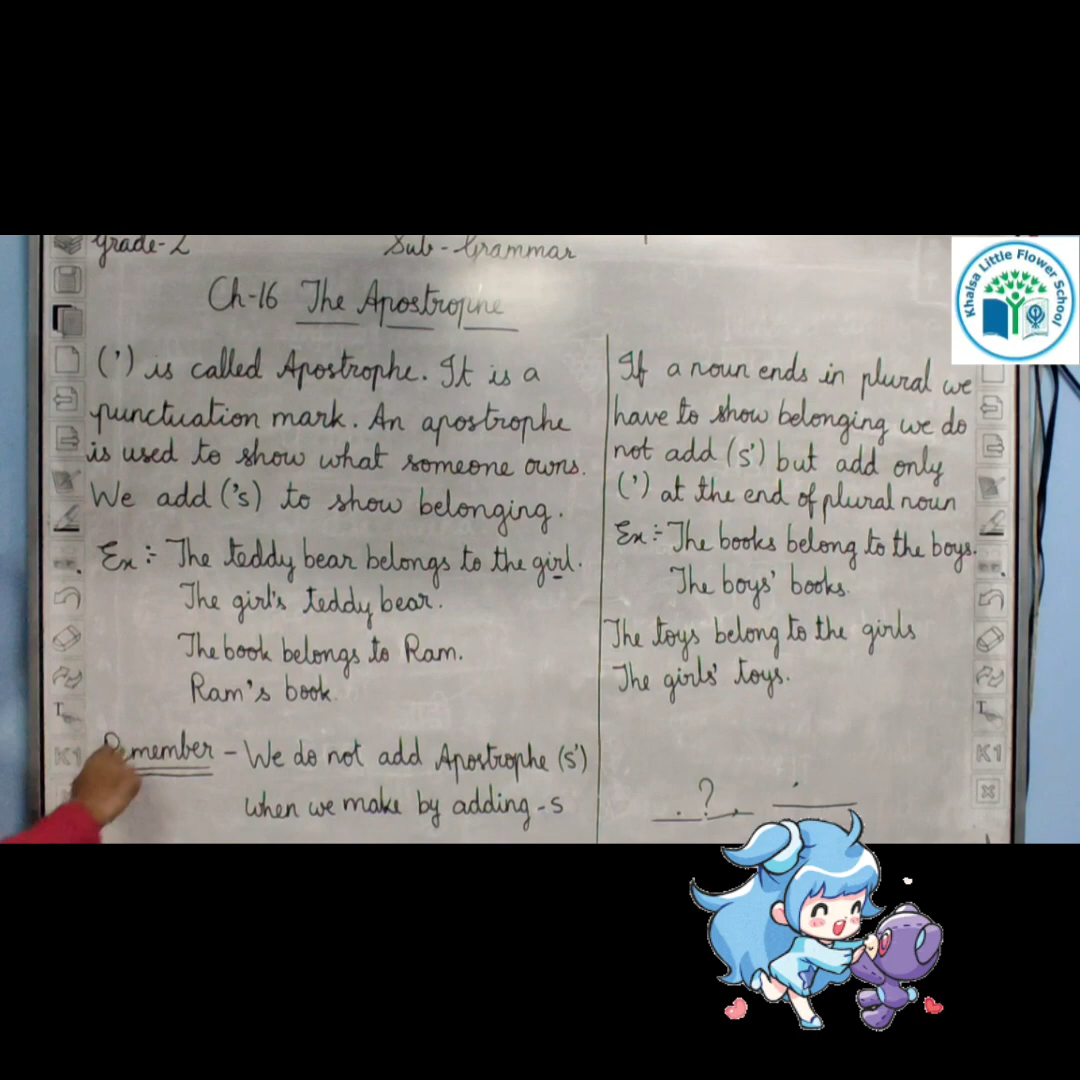 Grade-2 Sub-Grammar
Ch-16 The Apostrophe
(') is called Apostrophe. It is a
punctuation mark. An apostrophe
is used to show what someone owns.
We add ('s) to show belonging.
Ex:- The teddy bear belongs to the girl.
The girl's teddy bear.
The book belongs to Ram.
Ram's book.
Remember - We do not add Apostrophe (s')
when we make by adding -s
If a noun ends in plural we
have to show belonging we do
not add (s') but add only
(') at the end of plural noun
Ex:- The books belong to the boys.
The boys' books.
The toys belong to the girls
The girls' toys.
. ? , .
Khalsa Little Flower School
T
K1
T
K1